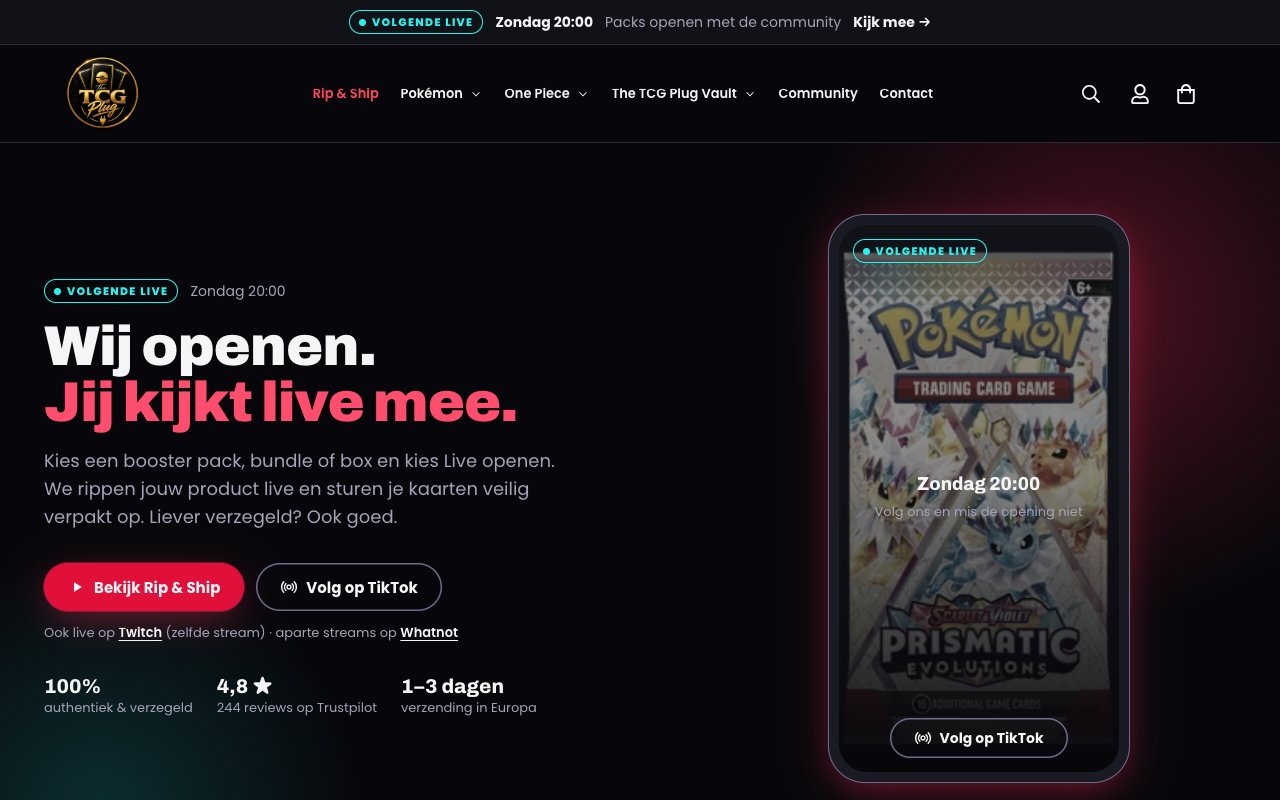 VOLGENDE LIVE Zondag 20:00 Packs openen met de community Kijk mee →
The TCG Plug
Rip & Ship Pokémon One Piece The TCG Plug Vault Community Contact
VOLGENDE LIVE Zondag 20:00
Wij openen.
Jij kijkt live mee.
Kies een booster pack, bundle of box en kies Live openen.
We rippen jouw product live en sturen je kaarten veilig
verpakt op. Liever verzegeld? Ook goed.
Bekijk Rip & Ship Volg op TikTok
Ook live op Twitch (zelfde stream) · aparte streams op Whatnot
100% 4,8 ★ 1–3 dagen
authentiek & verzegeld 244 reviews op Trustpilot verzending in Europa
VOLGENDE LIVE
6+
POKéMON
TRADING CARD GAME
Zondag 20:00
Volg ons en mis de opening niet
SCARLET & VIOLET
PRISMATIC
EVOLUTIONS
10 ADDITIONAL GAME CARDS
Volg op TikTok